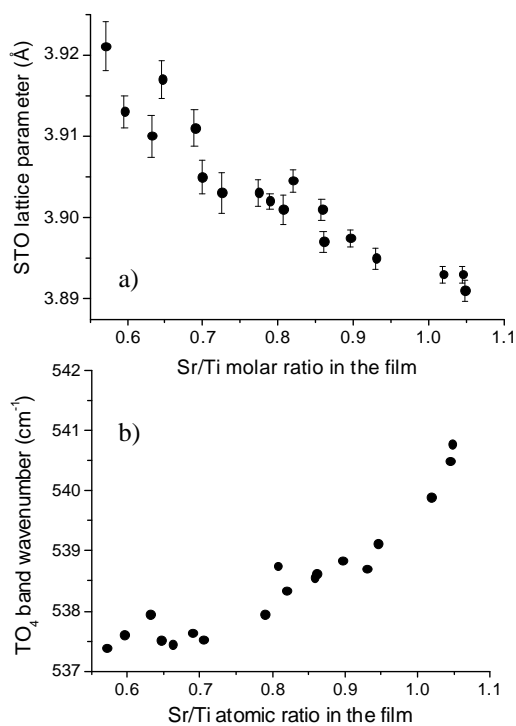 3.92
3.91
3.90
3.89
STO lattice parameter (Å)
a)
0.6 0.7 0.8 0.9 1.0 1.1
Sr/Ti molar ratio in the film
542
541
540
539
538
537
TO₄ band wavenumber (cm⁻¹)
b)
0.6 0.7 0.8 0.9 1.0 1.1
Sr/Ti atomic ratio in the film